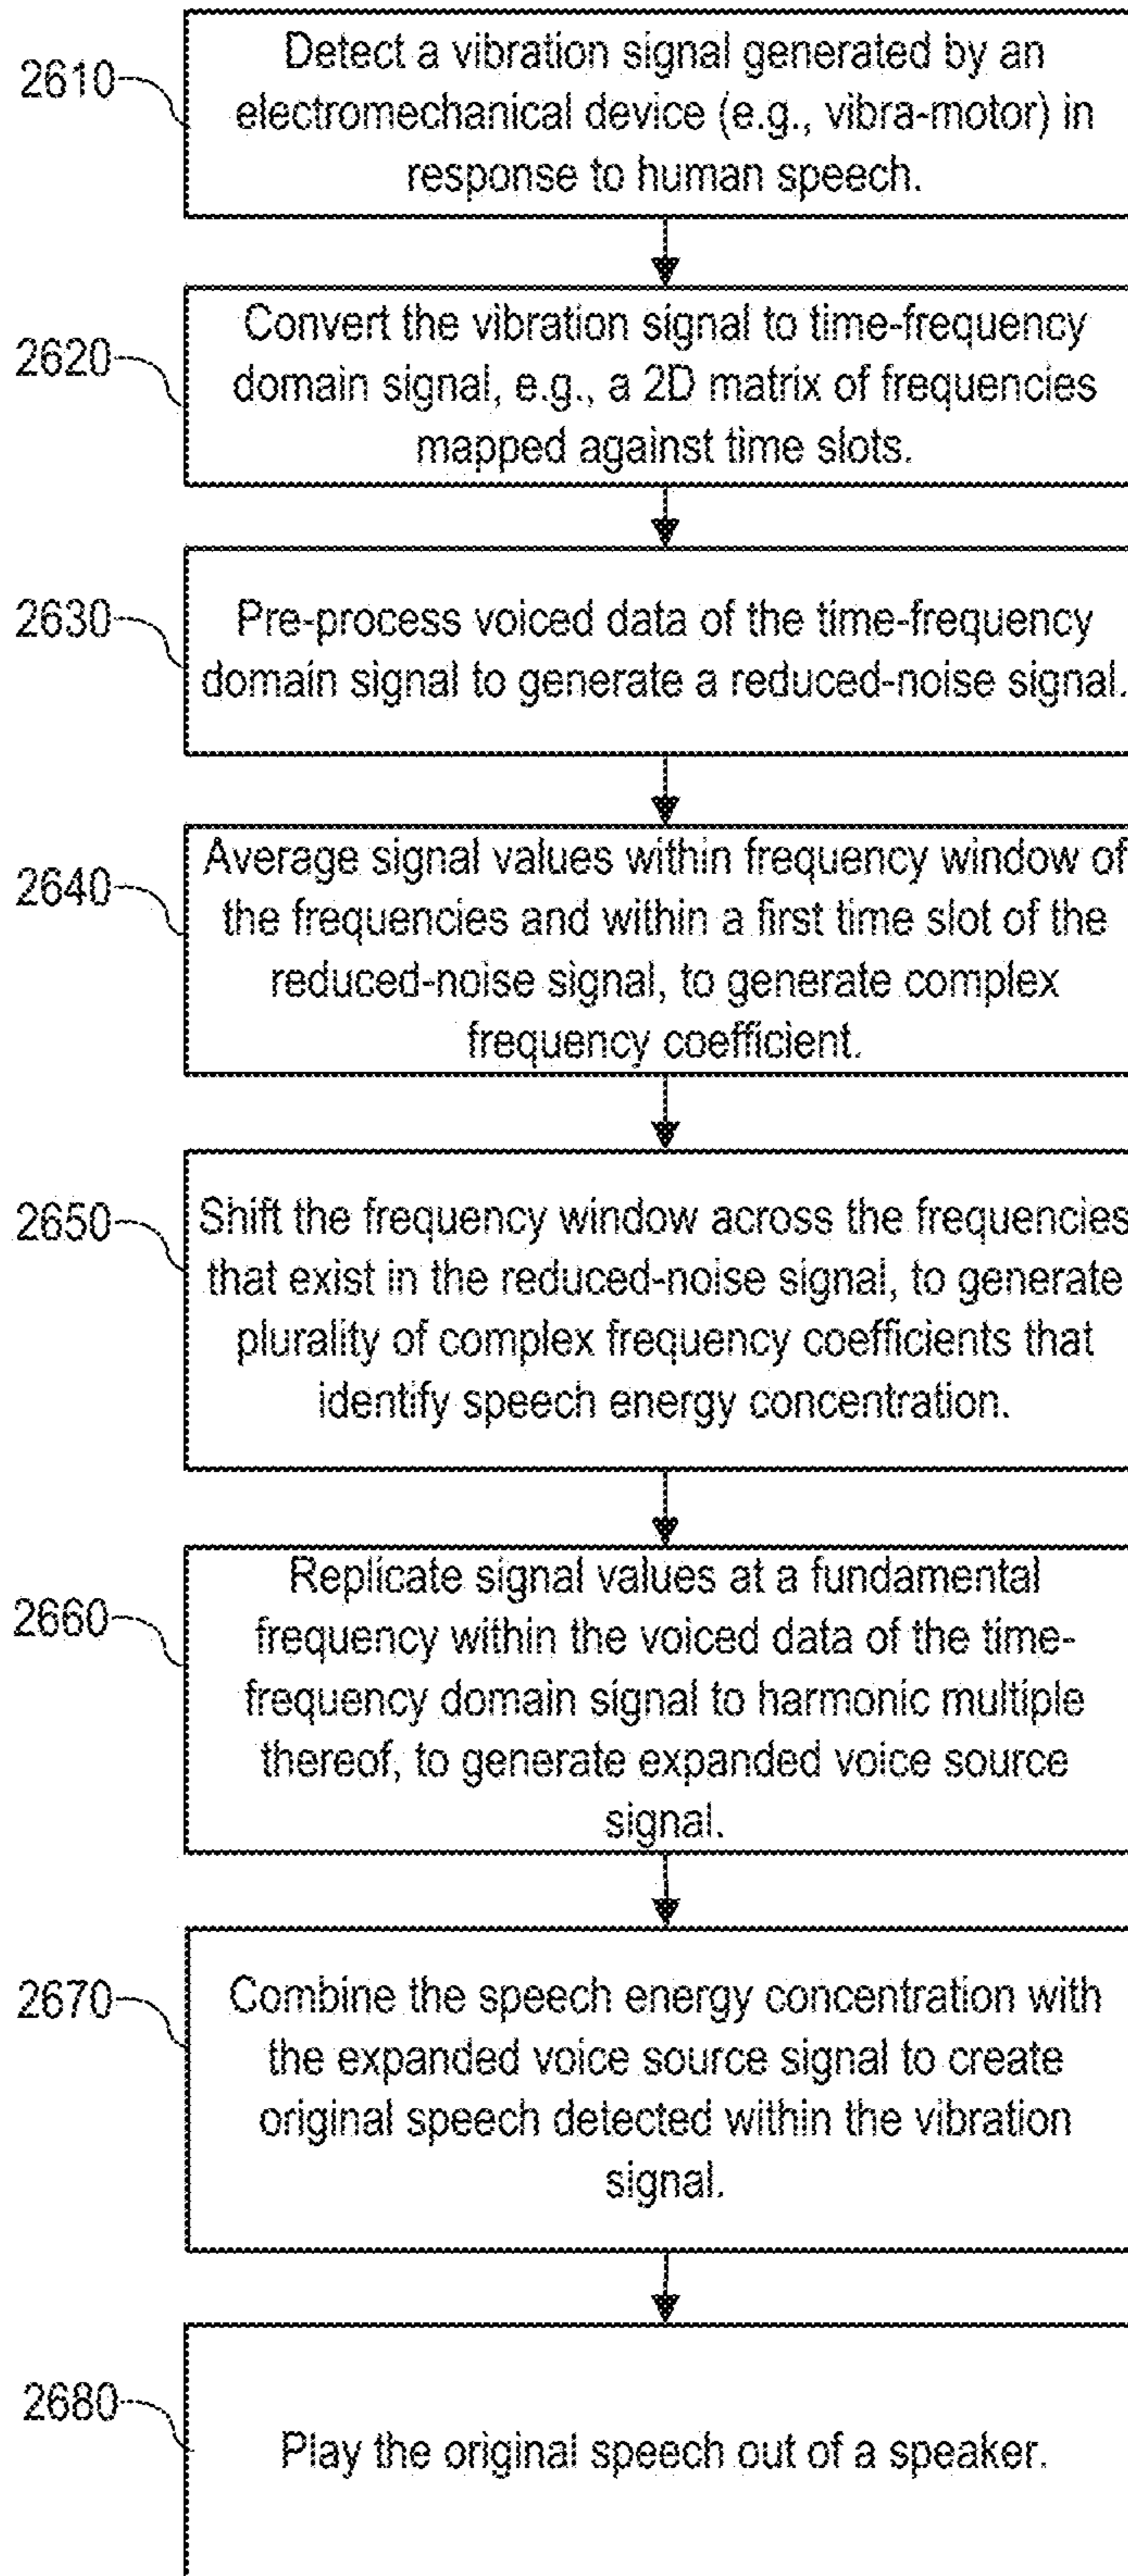 2610
Detect a vibration signal generated by an
electromechanical device (e.g., vibra-motor) in
response to human speech.
2620
Convert the vibration signal to time-frequency
domain signal, e.g., a 2D matrix of frequencies
mapped against time slots.
2630
Pre-process voiced data of the time-frequency
domain signal to generate a reduced-noise signal.
2640
Average signal values within frequency window of
the frequencies and within a first time slot of the
reduced-noise signal, to generate complex
frequency coefficient.
2650
Shift the frequency window across the frequencies
that exist in the reduced-noise signal, to generate
plurality of complex frequency coefficients that
identify speech energy concentration.
2660
Replicate signal values at a fundamental
frequency within the voiced data of the time-
frequency domain signal to harmonic multiple
thereof, to generate expanded voice source
signal.
2670
Combine the speech energy concentration with
the expanded voice source signal to create
original speech detected within the vibration
signal.
2680
Play the original speech out of a speaker.